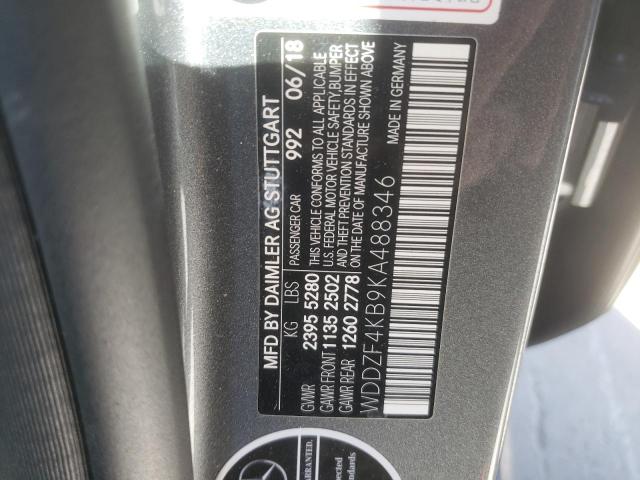 MFD BY DAIMLER AG STUTTGART
KG LBS PASSENGER CAR 992 06/18
GVWR 2395 5280 THIS VEHICLE CONFORMS TO ALL APPLICABLE
GAWR FRONT 1135 2502 U.S. FEDERAL MOTOR VEHICLE SAFETY,BUMPER
GAWR REAR 1260 2778 AND THEFT PREVENTION STANDARDS IN EFFECT
ON THE DATE OF MANUFACTURE SHOWN ABOVE
WDDZF4KB9KA488346 MADE IN GERMANY